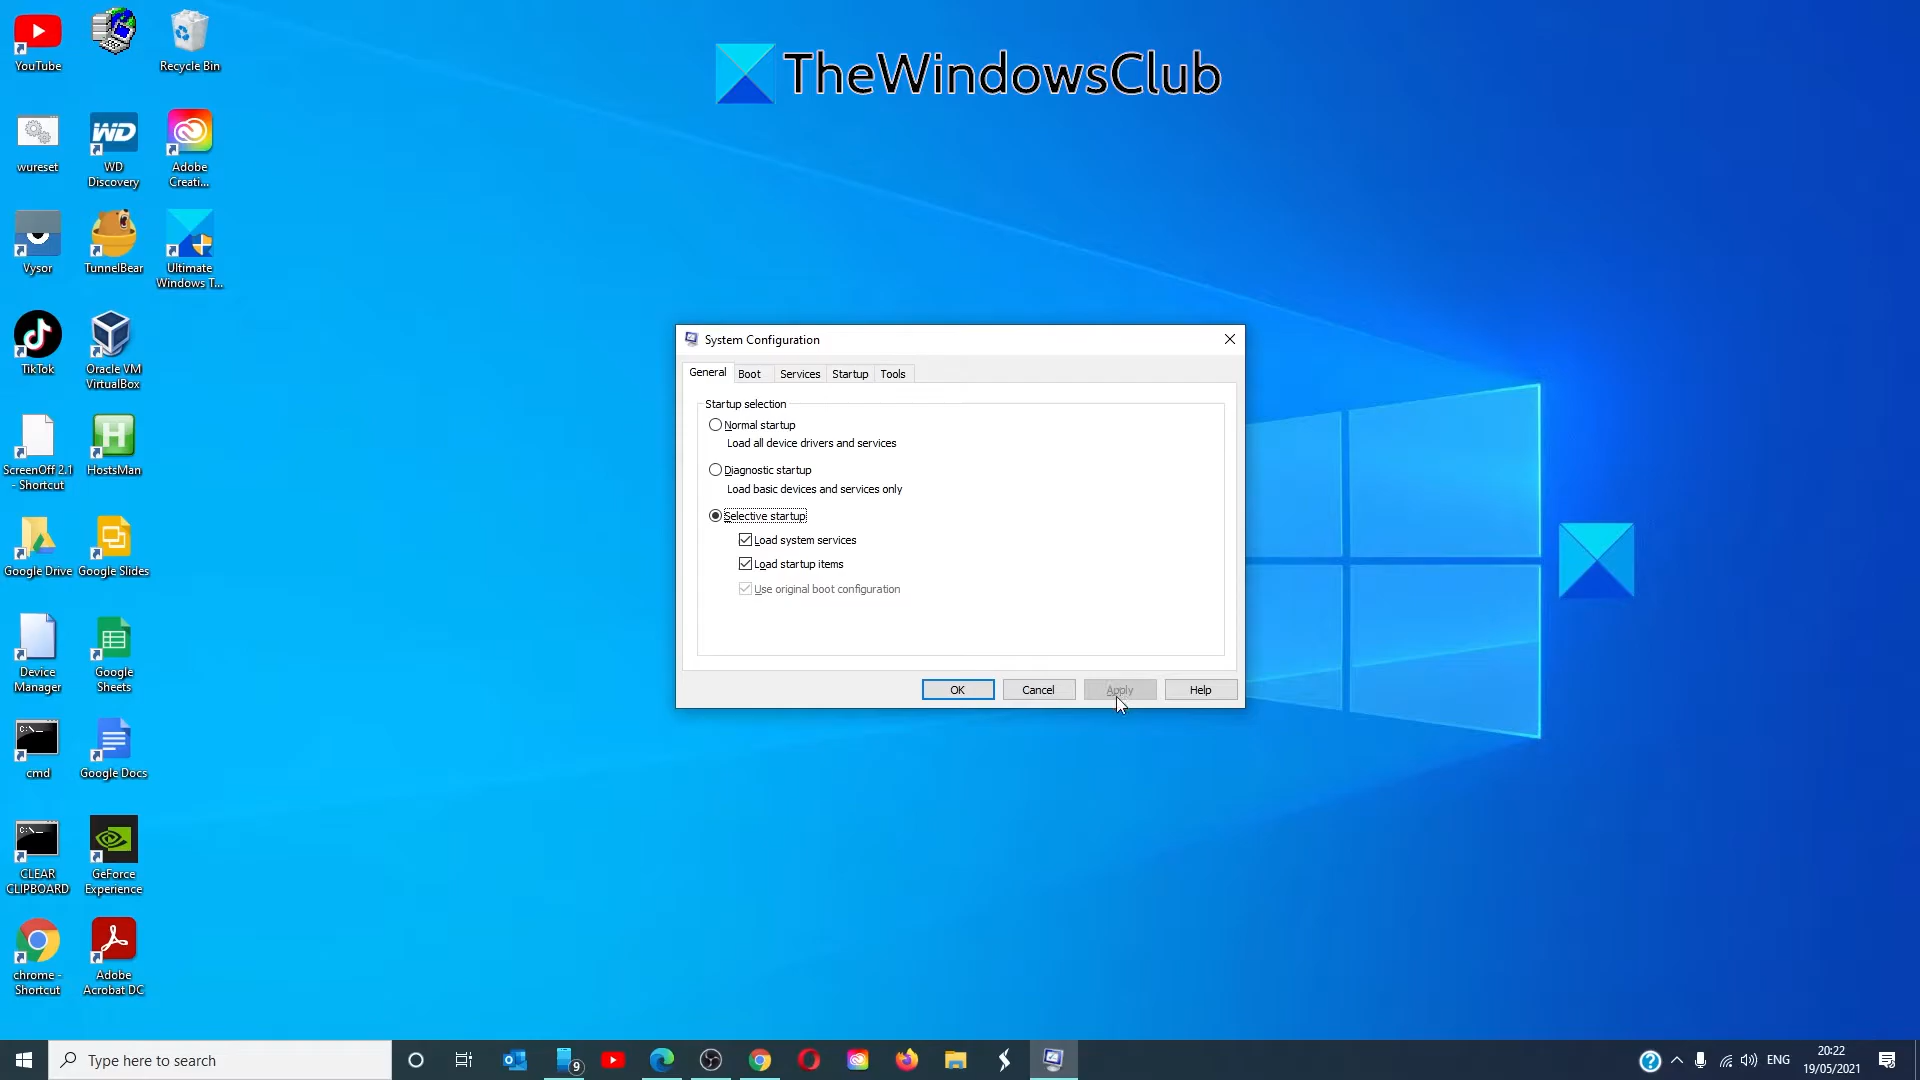 YouTube
Recycle Bin
TheWindowsClub
wureset
WD
Discovery
Adobe
Creati...
Vysor
TunnelBear
Ultimate
Windows T...
TikTok
Oracle VM
VirtualBox
ScreenOff 2.1
- Shortcut
H
HostsMan
Google Drive
Google Slides
Device
Manager
Google
Sheets
cmd
Google Docs
CLEAR
CLIPBOARD
GeForce
Experience
chrome -
Shortcut
Adobe
Acrobat DC
System Configuration
General
Boot
Services
Startup
Tools
Startup selection
Normal startup
Load all device drivers and services
Diagnostic startup
Load basic devices and services only
Selective startup
Load system services
Load startup items
Use original boot configuration
OK
Cancel
Apply
Help
Type here to search
9
ENG
20:22
19/05/2021